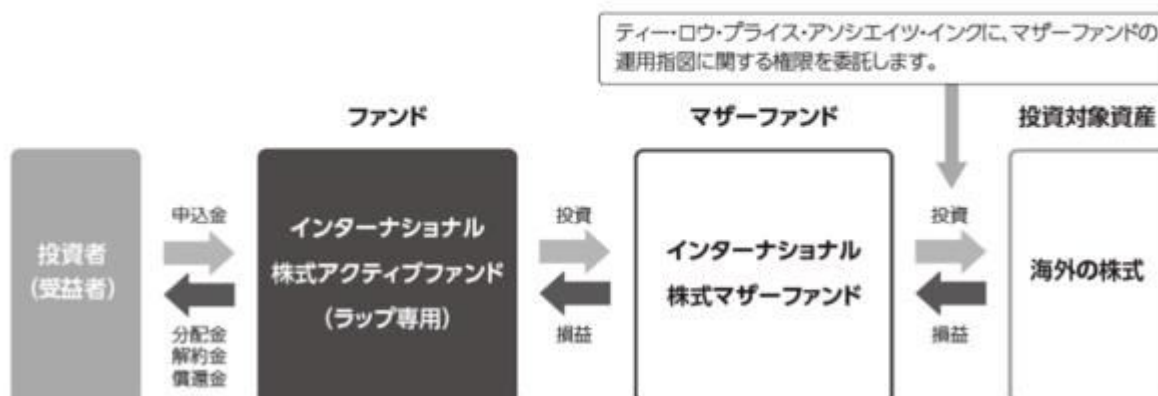 ティー・ロウ・プライス・アソシエイツ・インクに、マザーファンドの
運用指図に関する権限を委託します。
ファンド
マザーファンド
投資対象資産
投資者
(受益者)
申込金
分配金
解約金
償還金
インターナショナル
株式アクティブファンド
(ラップ専用)
投資
損益
インターナショナル
株式マザーファンド
投資
損益
海外の株式